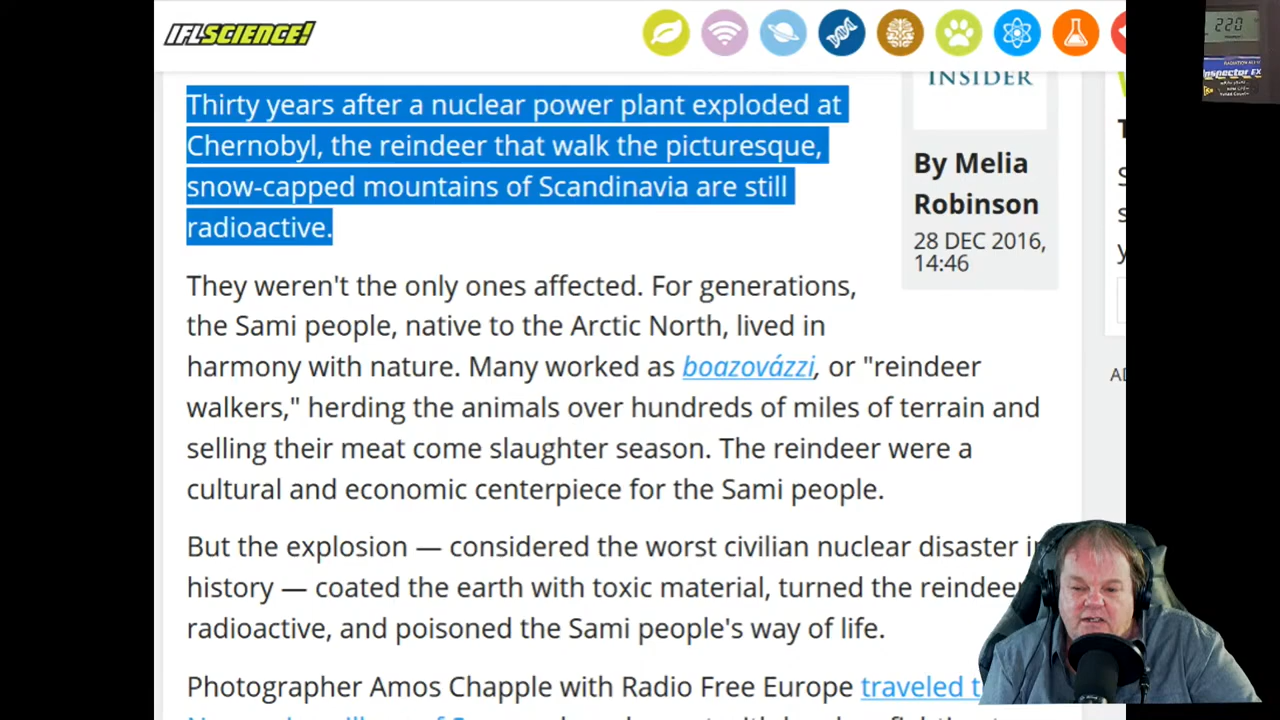 IFLSCIENCE!
220
RADIATION ALERT
Inspector EX
INSIDER
Thirty years after a nuclear power plant exploded at
Chernobyl, the reindeer that walk the picturesque,
snow-capped mountains of Scandinavia are still
radioactive.
By Melia
Robinson
28 DEC 2016,
14:46
They weren't the only ones affected. For generations,
the Sami people, native to the Arctic North, lived in
harmony with nature. Many worked as boazovázzi, or "reindeer
walkers," herding the animals over hundreds of miles of terrain and
selling their meat come slaughter season. The reindeer were a
cultural and economic centerpiece for the Sami people.
But the explosion — considered the worst civilian nuclear disaster
history — coated the earth with toxic material, turned the reindeer
radioactive, and poisoned the Sami people's way of life.
Photographer Amos Chapple with Radio Free Europe traveled